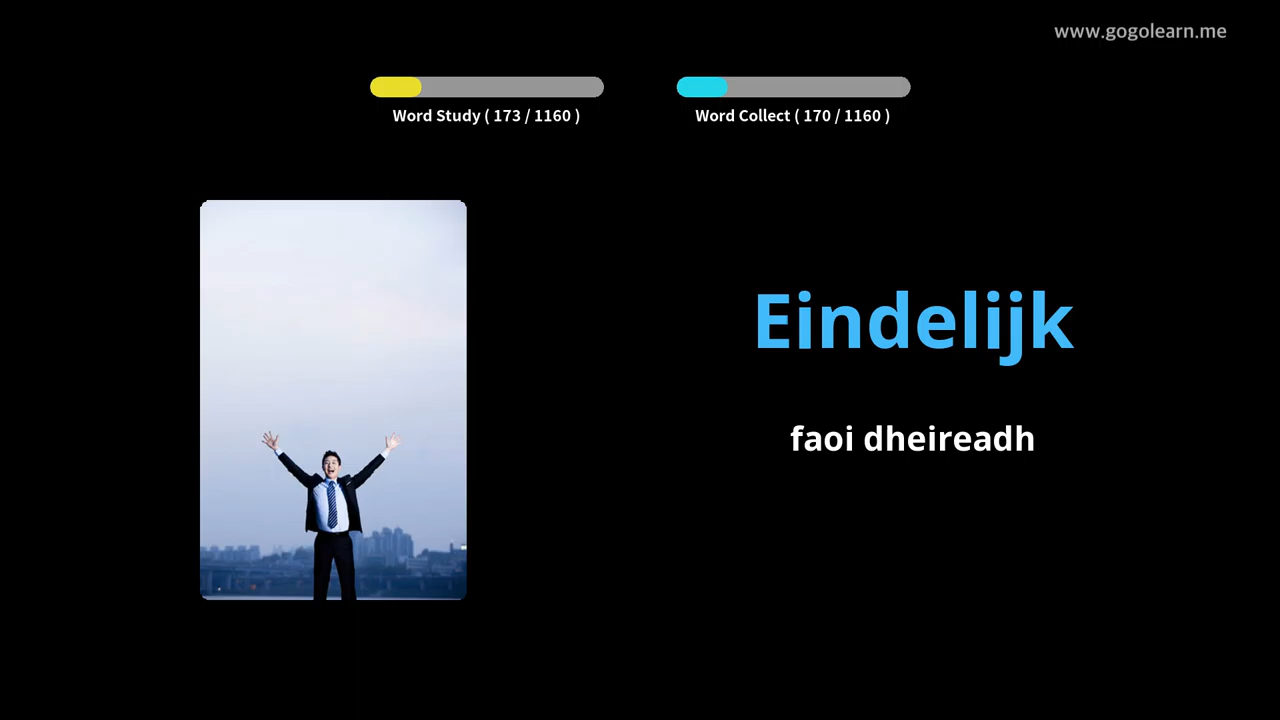 www.gogolearn.me
Word Study ( 173 / 1160 )
Word Collect ( 170 / 1160 )
Eindelijk
faoi dheireadh